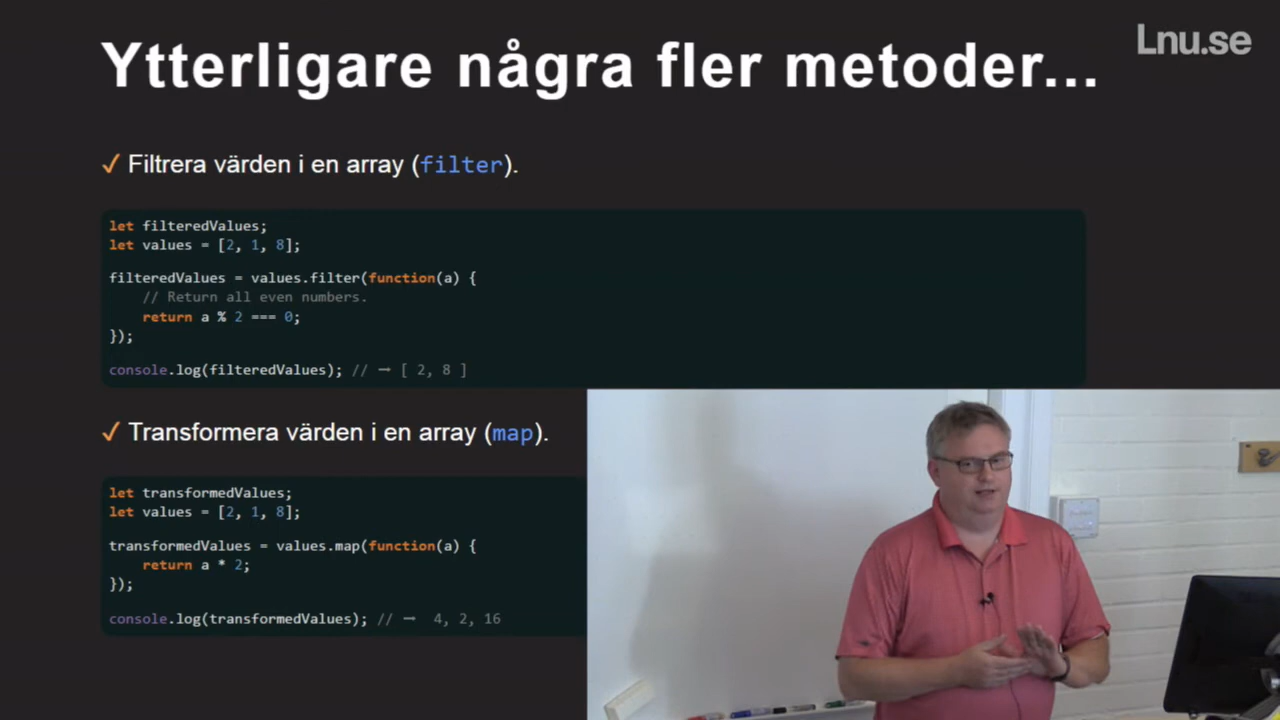 Ytterligare några fler metoder...
Lnu.se
✓ Filtrera värden i en array (filter).
let filteredValues;
let values = [2, 1, 8];
filteredValues = values.filter(function(a) {
// Return all even numbers.
return a % 2 === 0;
});
console.log(filteredValues); // → [ 2, 8 ]
✓ Transformera värden i en array (map).
let transformedValues;
let values = [2, 1, 8];
transformedValues = values.map(function(a) {
return a * 2;
});
console.log(transformedValues); // → 4, 2, 16